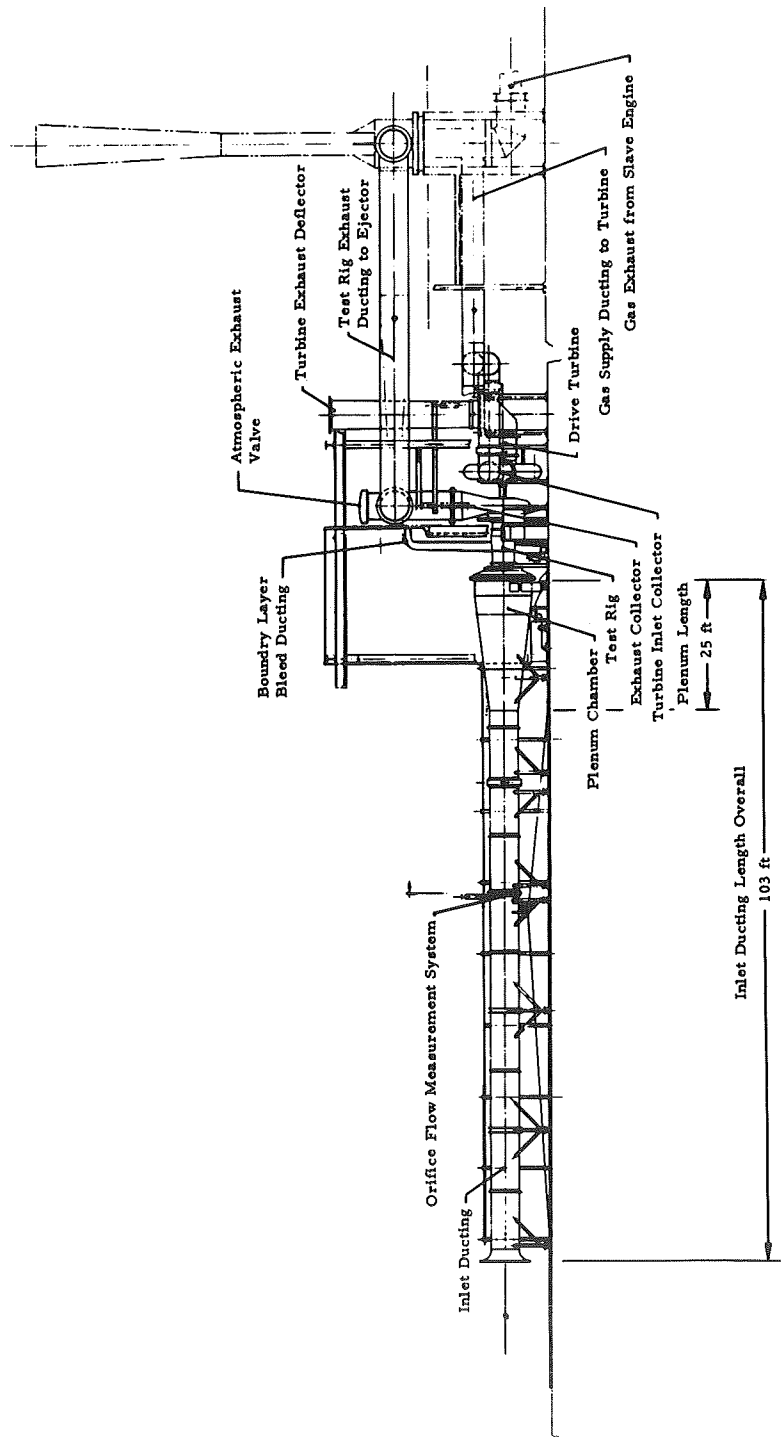 Turbine Exhaust Deflector
Atmospheric Exhaust
Valve
Test Rig Exhaust
Ducting to Ejector
Boundry Layer
Bleed Ducting
Orifice Flow Measurement System
Inlet Ducting
Plenum Chamber
Test Rig
Exhaust Collector
Turbine Inlet Collector
Drive Turbine
Gas Supply Ducting to Turbine
Gas Exhaust from Slave Engine
Plenum Length
25 ft
Inlet Ducting Length Overall
103 ft